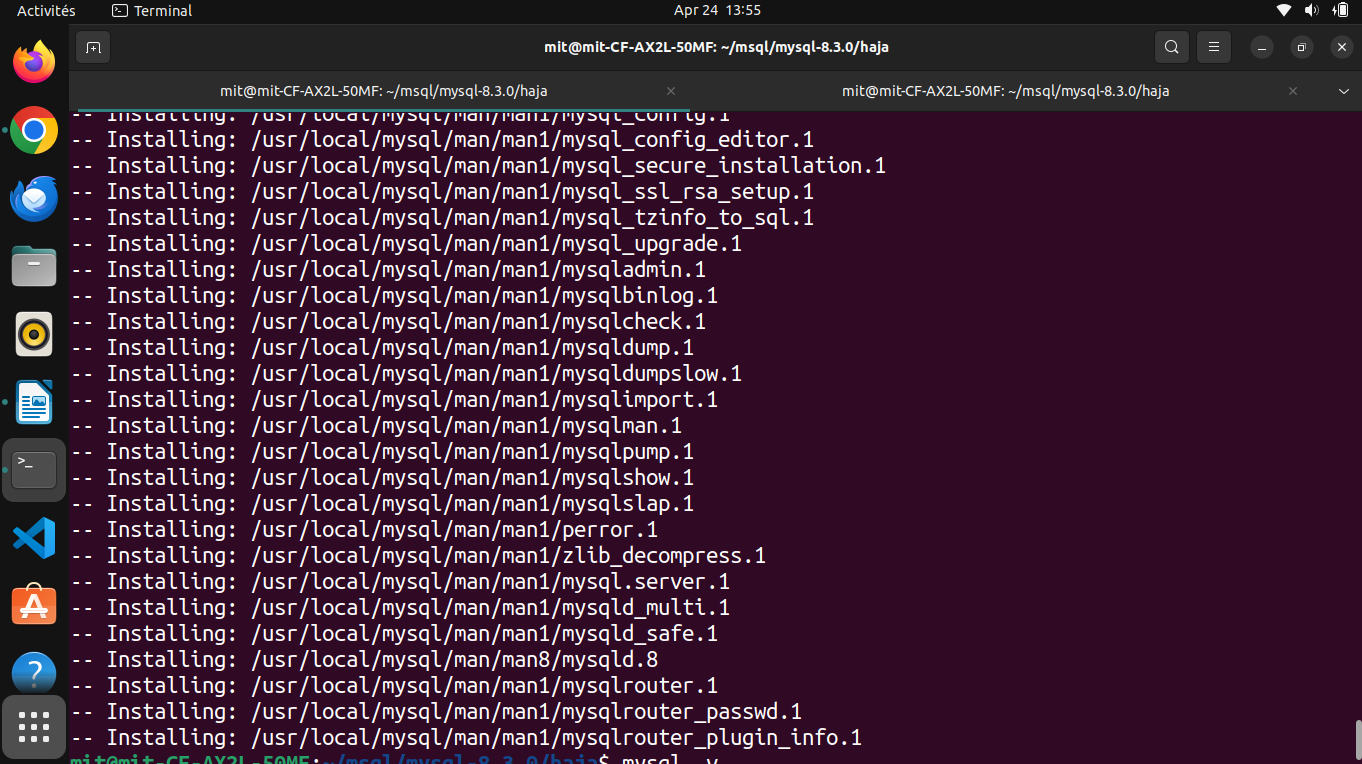 Activités
Terminal
Apr 24 13:55
mit@mit-CF-AX2L-50MF: ~/msql/mysql-8.3.0/haja
mit@mit-CF-AX2L-50MF: ~/msql/mysql-8.3.0/haja
mit@mit-CF-AX2L-50MF: ~/msql/mysql-8.3.0/haja
-- Installing: /usr/local/mysql/man/man1/mysql_config.1
-- Installing: /usr/local/mysql/man/man1/mysql_config_editor.1
-- Installing: /usr/local/mysql/man/man1/mysql_secure_installation.1
-- Installing: /usr/local/mysql/man/man1/mysql_ssl_rsa_setup.1
-- Installing: /usr/local/mysql/man/man1/mysql_tzinfo_to_sql.1
-- Installing: /usr/local/mysql/man/man1/mysql_upgrade.1
-- Installing: /usr/local/mysql/man/man1/mysqladmin.1
-- Installing: /usr/local/mysql/man/man1/mysqlbinlog.1
-- Installing: /usr/local/mysql/man/man1/mysqlcheck.1
-- Installing: /usr/local/mysql/man/man1/mysqldump.1
-- Installing: /usr/local/mysql/man/man1/mysqldumpslow.1
-- Installing: /usr/local/mysql/man/man1/mysqlimport.1
-- Installing: /usr/local/mysql/man/man1/mysqlman.1
-- Installing: /usr/local/mysql/man/man1/mysqlpump.1
-- Installing: /usr/local/mysql/man/man1/mysqlshow.1
-- Installing: /usr/local/mysql/man/man1/mysqlslap.1
-- Installing: /usr/local/mysql/man/man1/perror.1
-- Installing: /usr/local/mysql/man/man1/zlib_decompress.1
-- Installing: /usr/local/mysql/man/man1/mysql.server.1
-- Installing: /usr/local/mysql/man/man1/mysqld_multi.1
-- Installing: /usr/local/mysql/man/man1/mysqld_safe.1
-- Installing: /usr/local/mysql/man/man8/mysqld.8
-- Installing: /usr/local/mysql/man/man1/mysqlrouter.1
-- Installing: /usr/local/mysql/man/man1/mysqlrouter_passwd.1
-- Installing: /usr/local/mysql/man/man1/mysqlrouter_plugin_info.1
mit@mit-CF-AX2L-50MF:~/msql/mysql-8.3.0/haja$ mysql